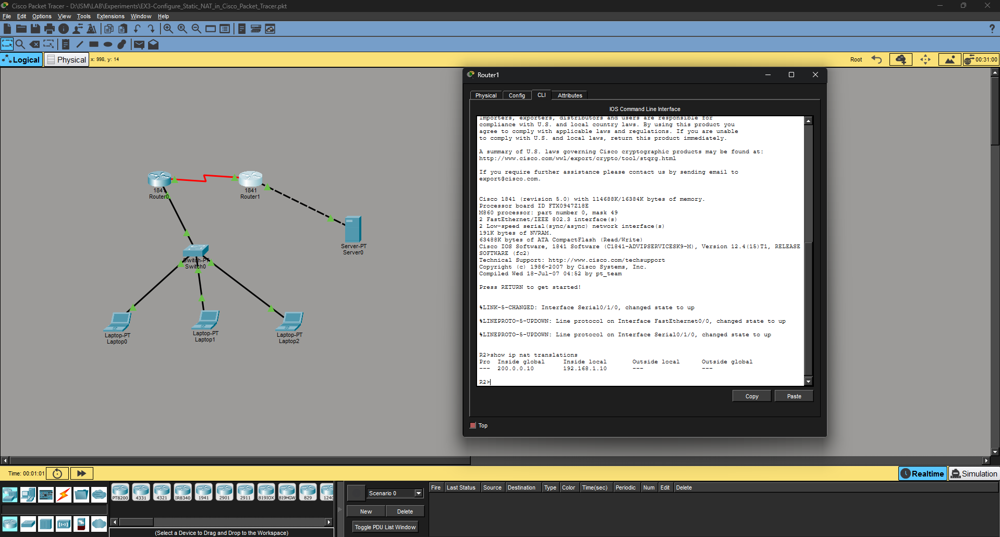 Cisco Packet Tracer - D:\ISM\LAB\Experiments\EX3-Configure_Static_NAT_in_Cisco_Packet_Tracer.pkt
File Edit Options View Tools Extensions Window Help
Logical Physical x: 998, y: 14 Root 00:31:00
Router1
Physical Config CLI Attributes
IOS Command Line Interface
importers, exporters, distributors and users are responsible for
compliance with U.S. and local country laws. By using this product you
agree to comply with applicable laws and regulations. If you are unable
to comply with U.S. and local laws, return this product immediately.
A summary of U.S. laws governing Cisco cryptographic products may be found at:
http://www.cisco.com/wwl/export/crypto/tool/stqrg.html
If you require further assistance please contact us by sending email to
export@cisco.com.
Cisco 1841 (revision 5.0) with 114688K/16384K bytes of memory.
Processor board ID FTX0947Z18E
M860 processor: part number 0, mask 49
2 FastEthernet/IEEE 802.3 interface(s)
2 Low-speed serial(sync/async) network interface(s)
191K bytes of NVRAM.
63488K bytes of ATA CompactFlash (Read/Write)
Cisco IOS Software, 1841 Software (C1841-ADVIPSERVICESK9-M), Version 12.4(15)T1, RELEASE
SOFTWARE (fc2)
Technical Support: http://www.cisco.com/techsupport
Copyright (c) 1986-2007 by Cisco Systems, Inc.
Compiled Wed 18-Jul-07 04:52 by pt_team
Press RETURN to get started!
%LINK-5-CHANGED: Interface Serial0/1/0, changed state to up
%LINEPROTO-5-UPDOWN: Line protocol on Interface FastEthernet0/0, changed state to up
%LINEPROTO-5-UPDOWN: Line protocol on Interface Serial0/1/0, changed state to up
R2>show ip nat translations
Pro Inside global Inside local Outside local Outside global
--- 200.0.0.10 192.168.1.10 --- ---
R2>
Copy Paste
Top
1841
Router0
1841
Router1
Server-PT
Server0
Switch-PT
Switch0
Laptop-PT
Laptop0
Laptop-PT
Laptop1
Laptop-PT
Laptop2
Time: 00:01:01 Realtime Simulation
PT8200 4331 4321 IR8340 1941 2901 2911 819IOX 819HGW 829 1240
(Select a Device to Drag and Drop to the Workspace)
Scenario 0
New Delete
Toggle PDU List Window
Fire Last Status Source Destination Type Color Time(sec) Periodic Num Edit Delete